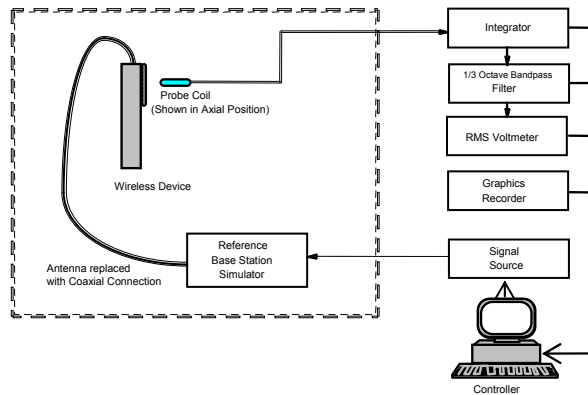 Integrator
1/3 Octave Bandpass
Filter
RMS Voltmeter
Graphics
Recorder
Probe Coil
(Shown in Axial Position)
Wireless Device
Reference
Base Station
Simulator
Antenna replaced
with Coaxial Connection
Signal
Source
Controller